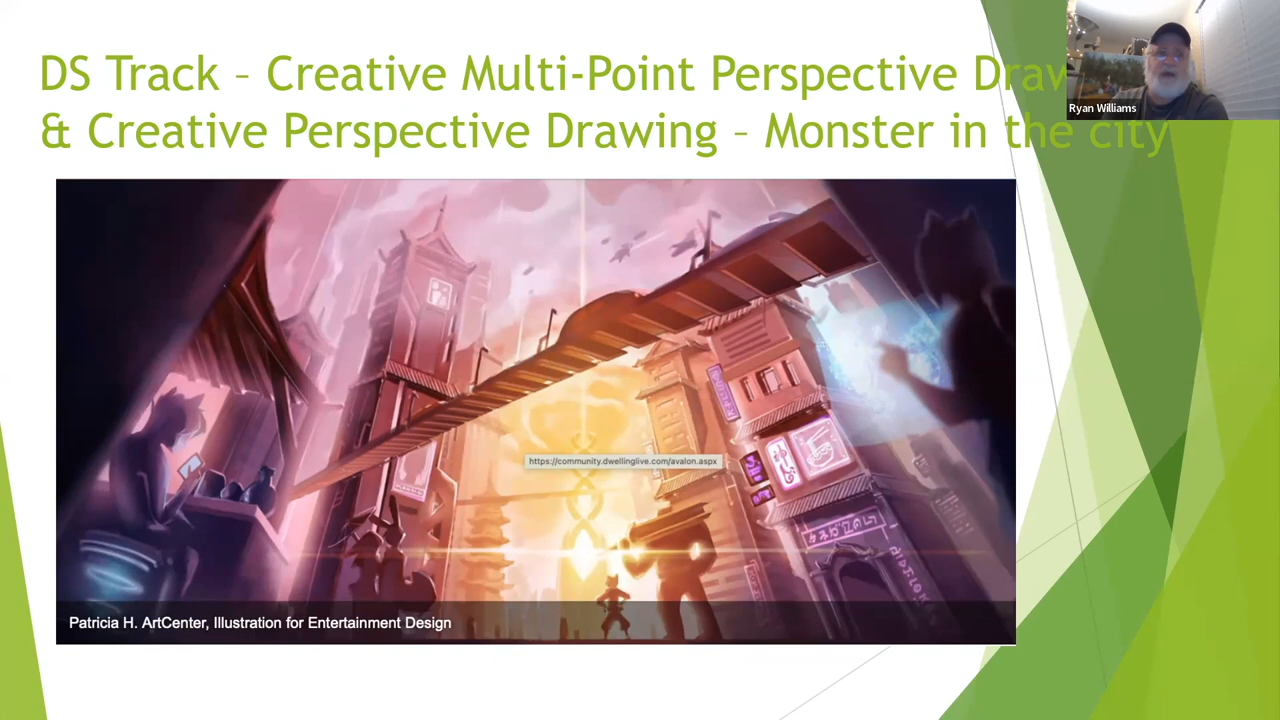 DS Track – Creative Multi-Point Perspective Draw
& Creative Perspective Drawing – Monster in the city
Ryan Williams
https://community.dwellinglive.com/avalon.aspx
Patricia H. ArtCenter, Illustration for Entertainment Design